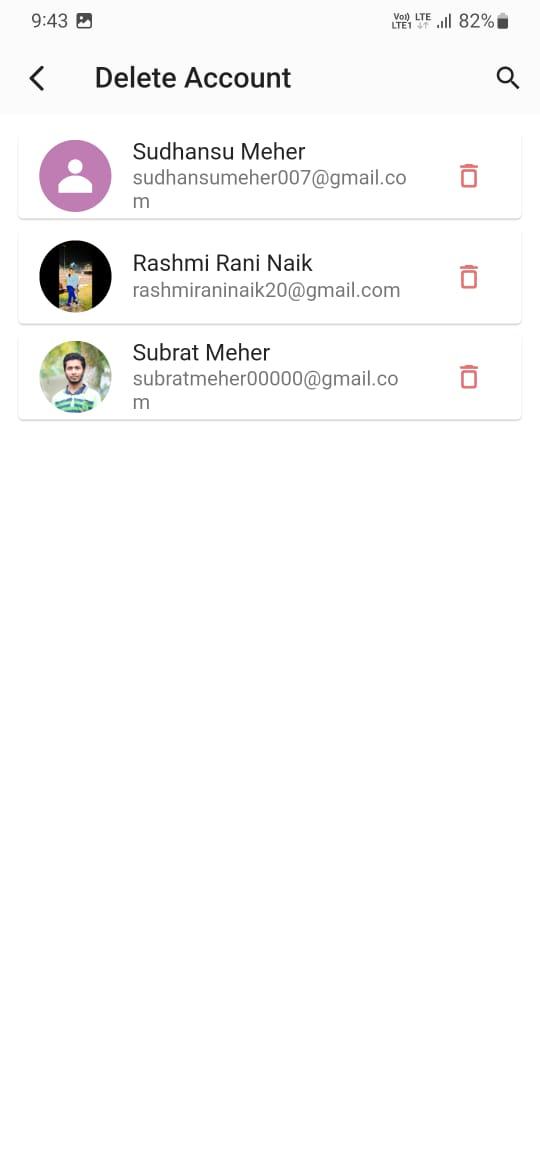 9:43 Vo)) LTE LTE1 82%
Delete Account
Sudhansu Meher
sudhansumeher007@gmail.co
m
Rashmi Rani Naik
rashmiraninaik20@gmail.com
Subrat Meher
subratmeher00000@gmail.co
m